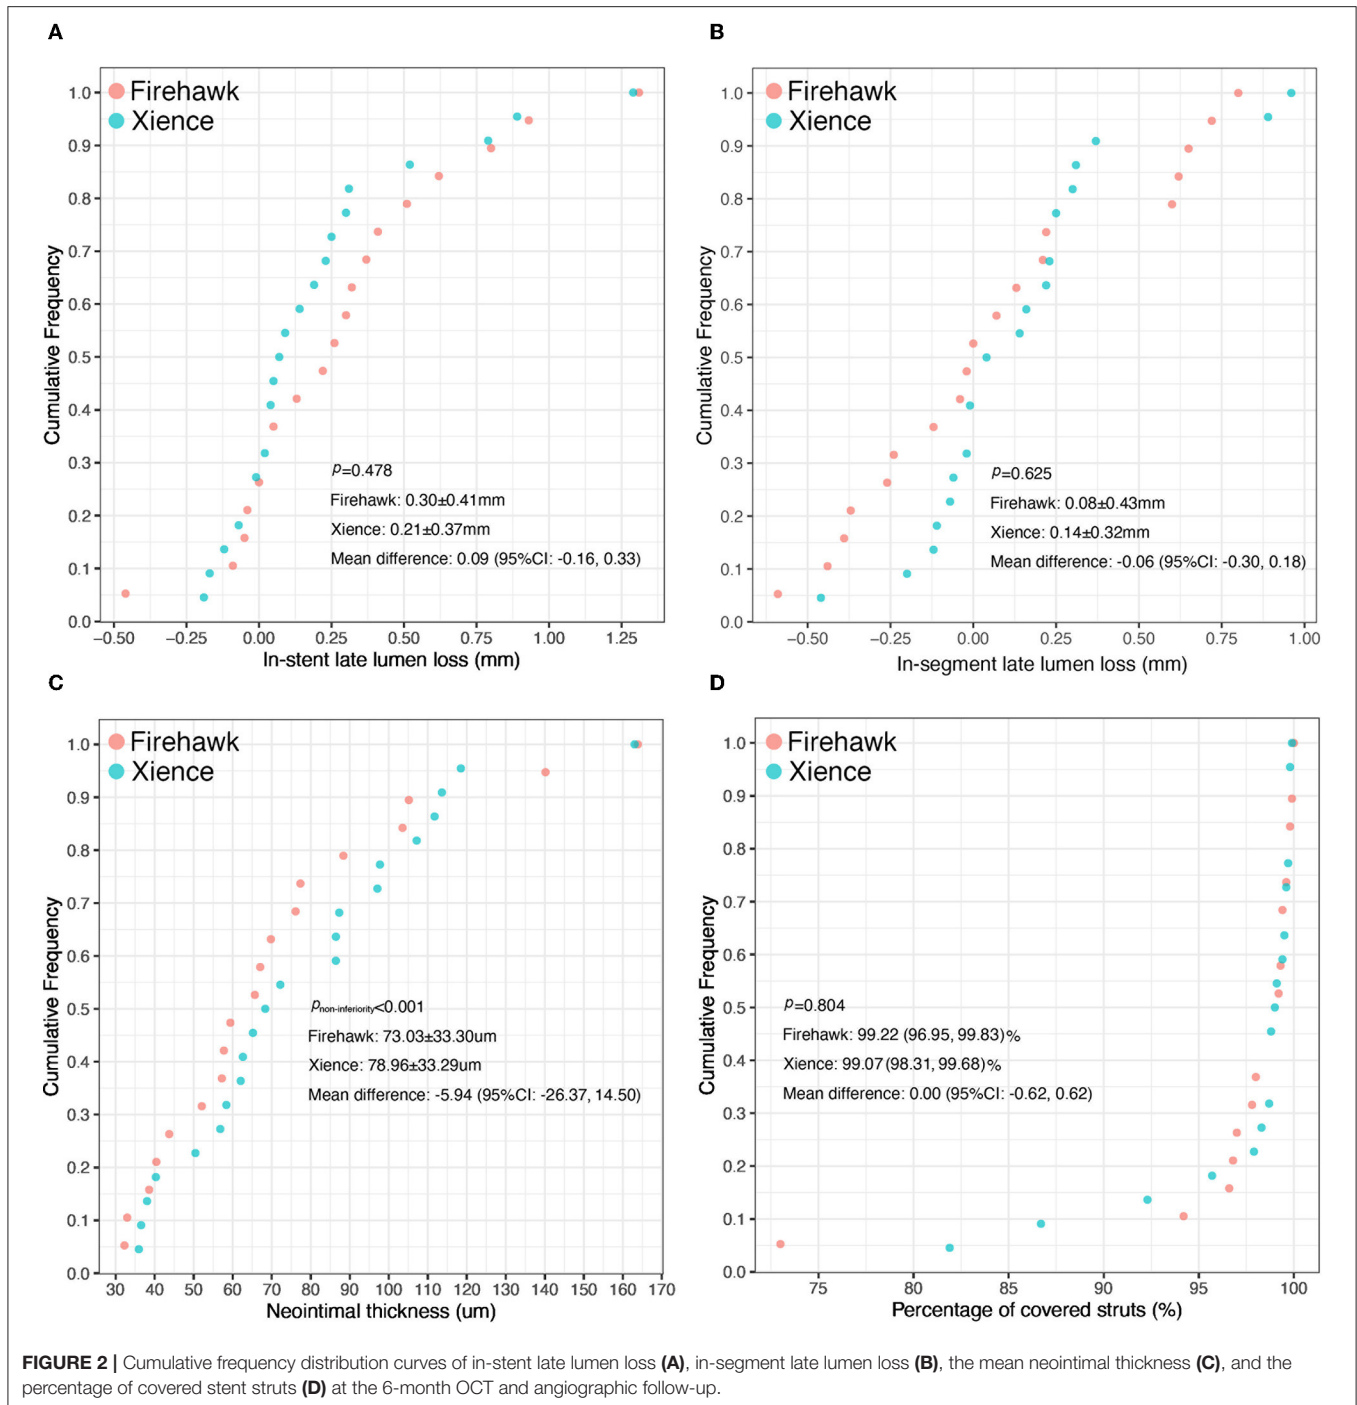 A
Firehawk
Xience
1.0
0.9
0.8
0.7
0.6
0.5
0.4
0.3
0.2
0.1
0.0
Cumulative Frequency
p=0.478
Firehawk: 0.30±0.41mm
Xience: 0.21±0.37mm
Mean difference: 0.09 (95%CI: -0.16, 0.33)
−0.50 −0.25 0.00 0.25 0.50 0.75 1.00 1.25
In-stent late lumen loss (mm)
B
Firehawk
Xience
1.0
0.9
0.8
0.7
0.6
0.5
0.4
0.3
0.2
0.1
0.0
Cumulative Frequency
p=0.625
Firehawk: 0.08±0.43mm
Xience: 0.14±0.32mm
Mean difference: -0.06 (95%CI: -0.30, 0.18)
−0.50 −0.25 0.00 0.25 0.50 0.75 1.00
In-segment late lumen loss (mm)
C
Firehawk
Xience
1.0
0.9
0.8
0.7
0.6
0.5
0.4
0.3
0.2
0.1
0.0
Cumulative Frequency
pnon-inferiority<0.001
Firehawk: 73.03±33.30um
Xience: 78.96±33.29um
Mean difference: -5.94 (95%CI: -26.37, 14.50)
30 40 50 60 70 80 90 100 110 120 130 140 150 160 170
Neointimal thickness (um)
D
Firehawk
Xience
1.0
0.9
0.8
0.7
0.6
0.5
0.4
0.3
0.2
0.1
0.0
Cumulative Frequency
p=0.804
Firehawk: 99.22 (96.95, 99.83)%
Xience: 99.07(98.31, 99.68)%
Mean difference: 0.00 (95%CI: -0.62, 0.62)
75 80 85 90 95 100
Percentage of covered struts (%)
FIGURE 2 | Cumulative frequency distribution curves of in-stent late lumen loss (A), in-segment late lumen loss (B), the mean neointimal thickness (C), and the
percentage of covered stent struts (D) at the 6-month OCT and angiographic follow-up.